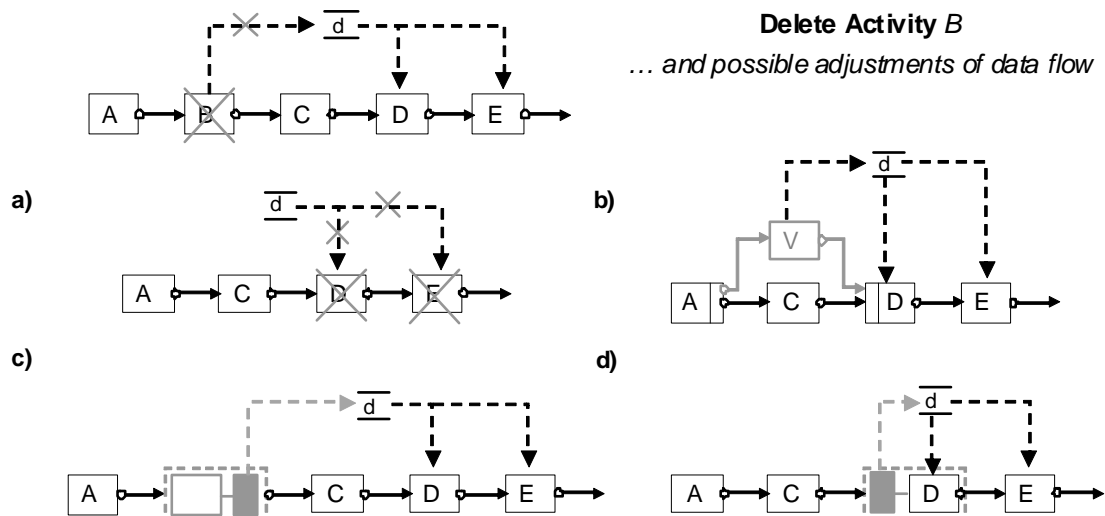 d
Delete Activity B
… and possible adjustments of data flow
A B C D E
a)
d
A C D E
b)
d
V
A C D E
c)
d
A C D E
d)
d
A C D E